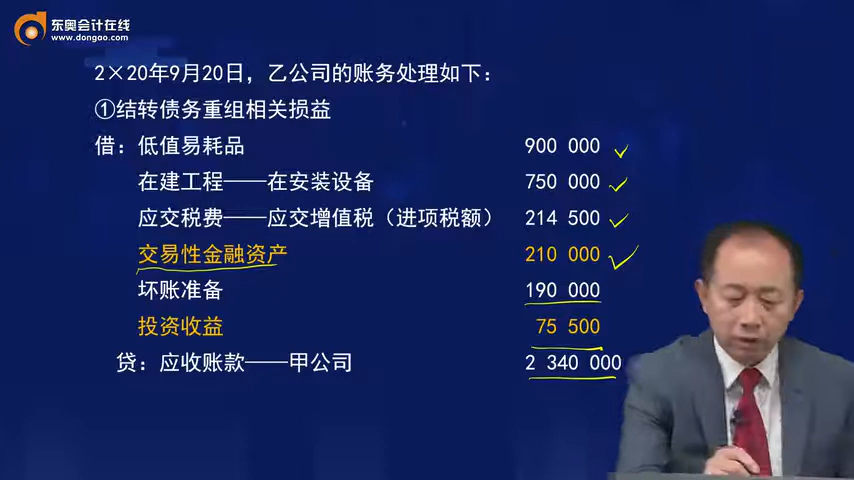 东奥会计在线
www.dongao.com
2×20年9月20日，乙公司的账务处理如下：
①结转债务重组相关损益
借：低值易耗品 900 000
在建工程——在安装设备 750 000
应交税费——应交增值税（进项税额） 214 500
交易性金融资产 210 000
坏账准备 190 000
投资收益 75 500
贷：应收账款——甲公司 2 340 000